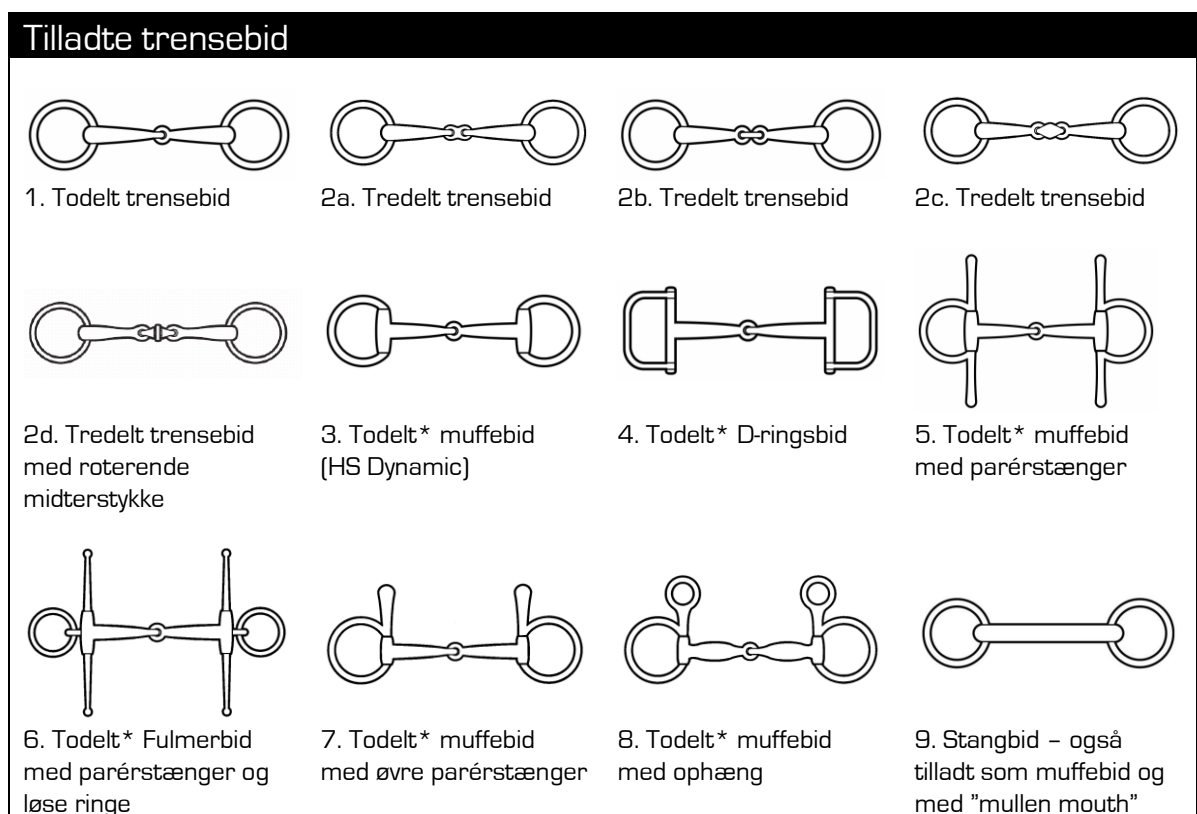 Tilladte trensebid
1. Todelt trensebid
2a. Tredelt trensebid
2b. Tredelt trensebid
2c. Tredelt trensebid
2d. Tredelt trensebid
med roterende
midterstykke
3. Todelt* muffebid
(HS Dynamic)
4. Todelt* D-ringsbid
5. Todelt* muffebid
med parérstænger
6. Todelt* Fulmerbid
med parérstænger og
løse ringe
7. Todelt* muffebid
med øvre parérstænger
8. Todelt* muffebid
med ophæng
9. Stangbid – også
tilladt som muffebid og
med ”mullen mouth”